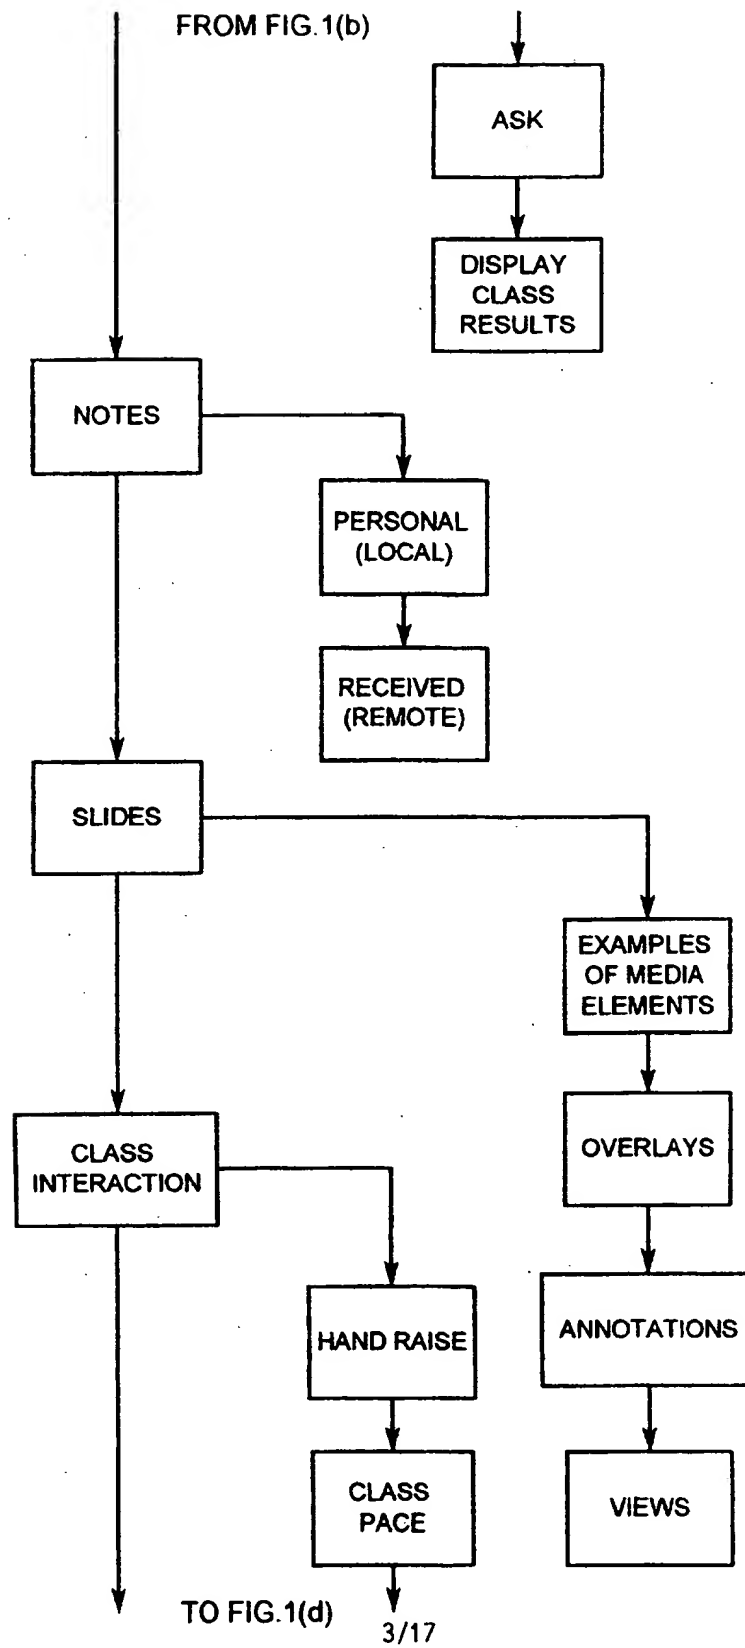 FROM FIG.1(b)
ASK
DISPLAY
CLASS
RESULTS
NOTES
PERSONAL
(LOCAL)
RECEIVED
(REMOTE)
SLIDES
EXAMPLES
OF MEDIA
ELEMENTS
OVERLAYS
CLASS
INTERACTION
HAND RAISE
ANNOTATIONS
CLASS
PACE
VIEWS
TO FIG.1(d)
3/17